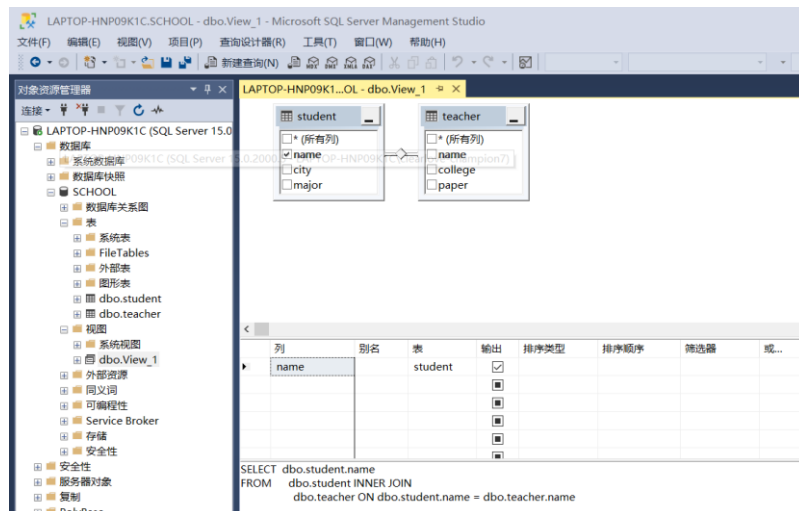 LAPTOP-HNP09K1C.SCHOOL - dbo.View_1 - Microsoft SQL Server Management Studio
文件(F) 编辑(E) 视图(V) 项目(P) 查询设计器(R) 工具(T) 窗口(W) 帮助(H)
新建查询(N) MDX DMX XMLA DAX
对象资源管理器
连接
LAPTOP-HNP09K1C (SQL Server 15.0
数据库
系统数据库
数据库快照
SCHOOL
数据库关系图
表
系统表
FileTables
外部表
图形表
dbo.student
dbo.teacher
视图
系统视图
dbo.View_1
外部资源
同义词
可编程性
Service Broker
存储
安全性
安全性
服务器对象
复制
PolyBase
LAPTOP-HNP09K1...OL - dbo.View_1
student
* (所有列)
name
city
major
teacher
* (所有列)
name
college
paper
列 别名 表 输出 排序类型 排序顺序 筛选器 或...
name student
SELECT dbo.student.name
FROM dbo.student INNER JOIN
dbo.teacher ON dbo.student.name = dbo.teacher.name